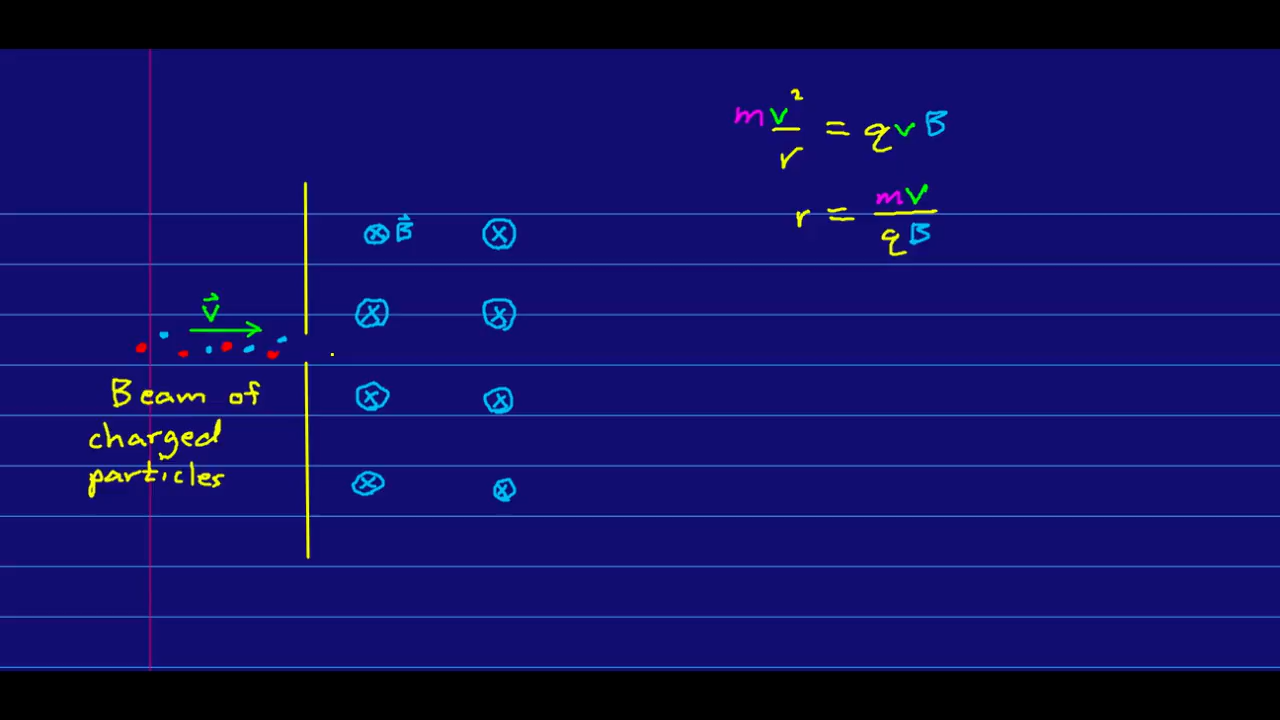 mv²/r = qvB
r = mv/qB
B⃗
v⃗
Beam of
charged
particles